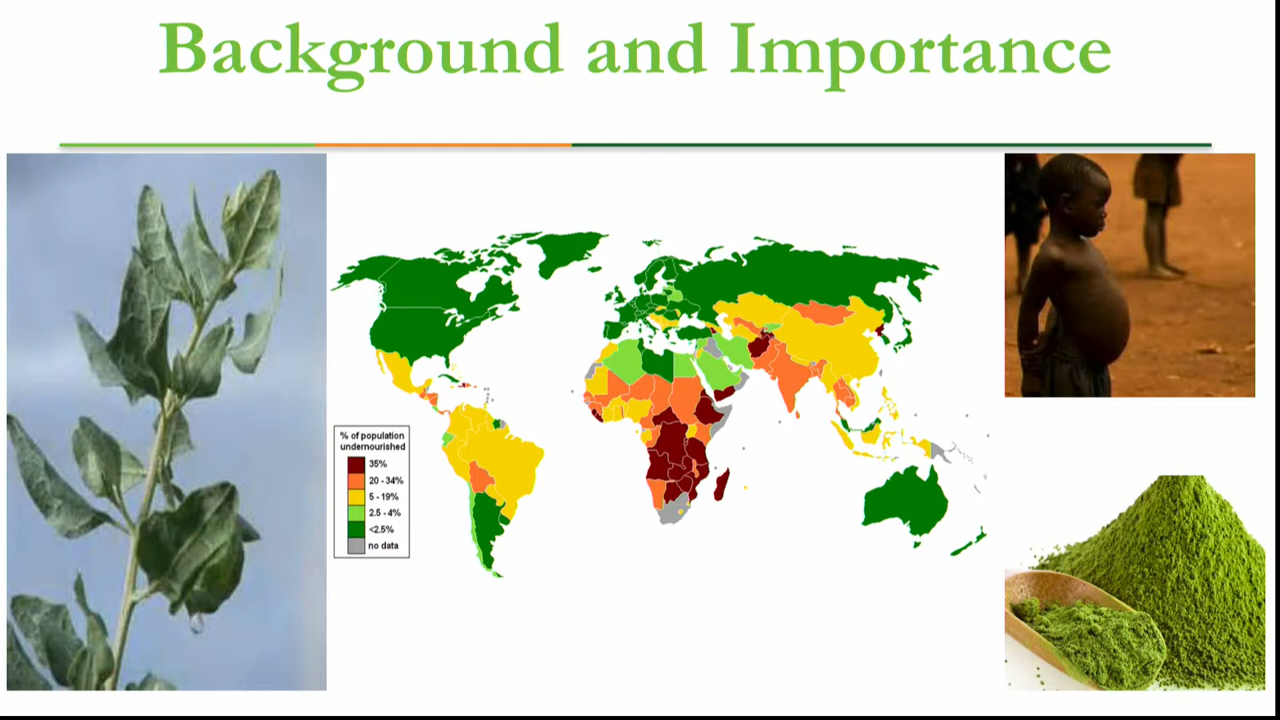 Background and Importance
% of population
undernourished
35%
20 - 34%
5 - 19%
2.5 - 4%
<2.5%
no data